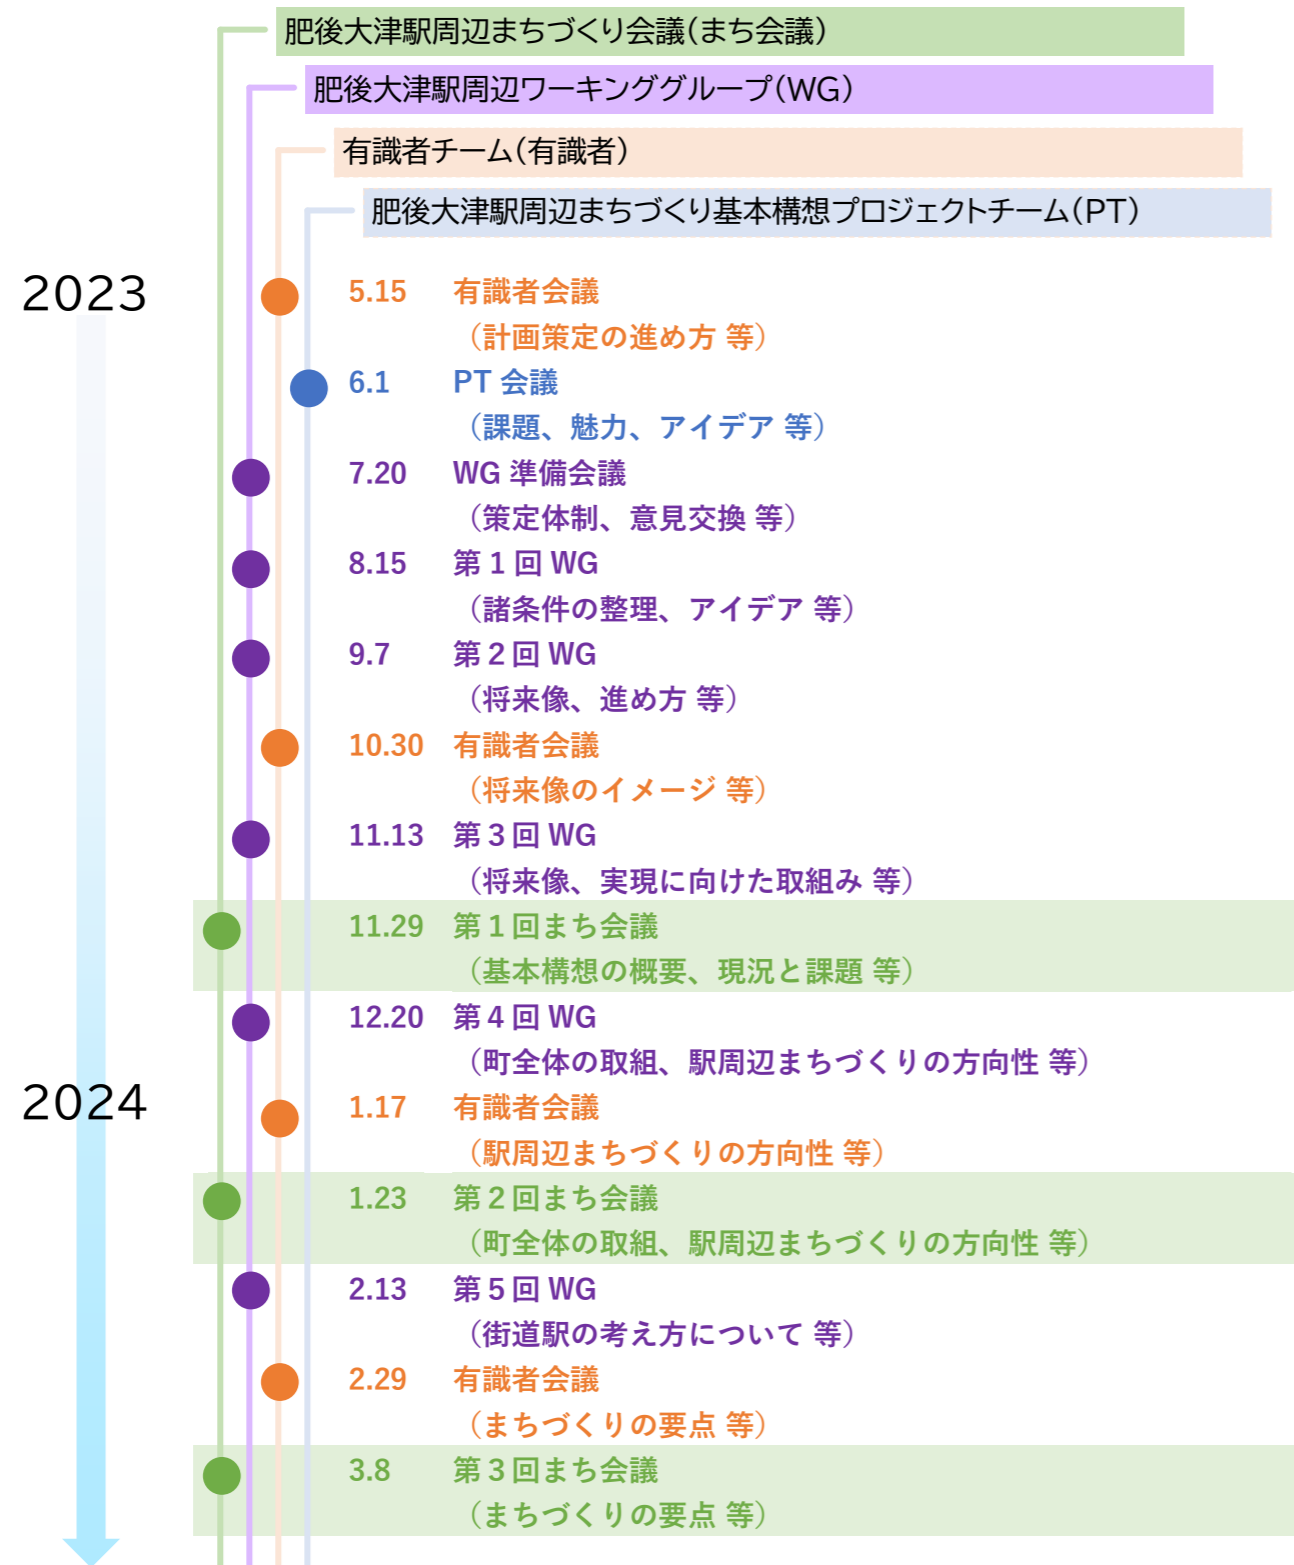 肥後大津駅周辺まちづくり会議(まち会議)
肥後大津駅周辺ワーキンググループ(WG)
有識者チーム(有識者)
肥後大津駅周辺まちづくり基本構想プロジェクトチーム(PT)
2023
5.15 有識者会議
（計画策定の進め方 等）
6.1 PT 会議
（課題、魅力、アイデア 等）
7.20 WG 準備会議
（策定体制、意見交換 等）
8.15 第1回 WG
（諸条件の整理、アイデア 等）
9.7 第2回 WG
（将来像、進め方 等）
10.30 有識者会議
（将来像のイメージ 等）
11.13 第3回 WG
（将来像、実現に向けた取組み 等）
11.29 第1回まち会議
（基本構想の概要、現況と課題 等）
12.20 第4回 WG
（町全体の取組、駅周辺まちづくりの方向性 等）
2024
1.17 有識者会議
（駅周辺まちづくりの方向性 等）
1.23 第2回まち会議
（町全体の取組、駅周辺まちづくりの方向性 等）
2.13 第5回 WG
（街道駅の考え方について 等）
2.29 有識者会議
（まちづくりの要点 等）
3.8 第3回まち会議
（まちづくりの要点 等）